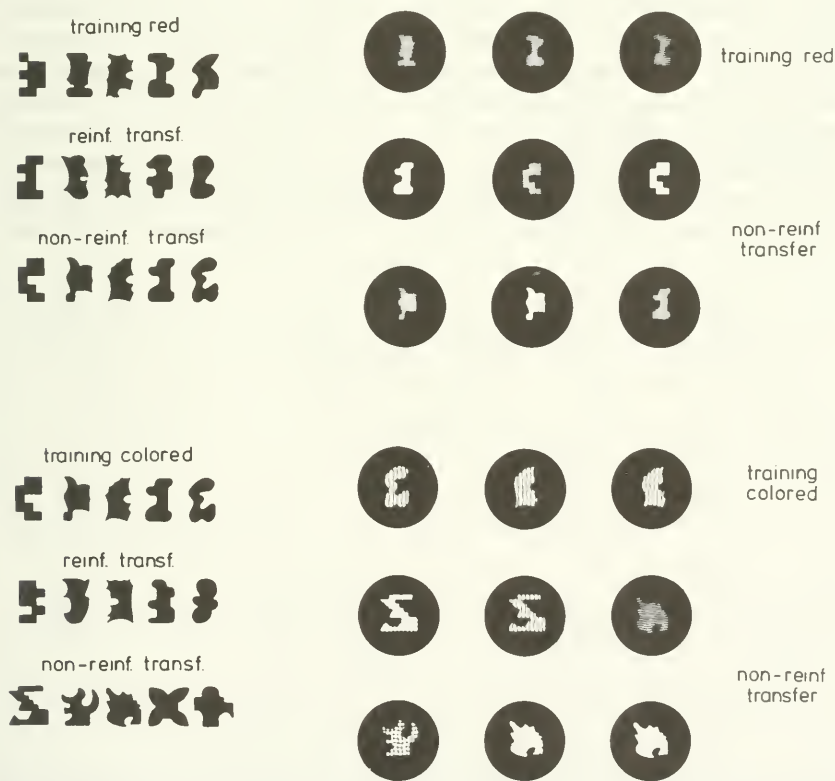 training red
reinf. transf.
non-reinf. transf
training red
non-reinf
transfer
training colored
reinf. transf.
non-reinf. transf.
training
colored
non-reinf
transfer